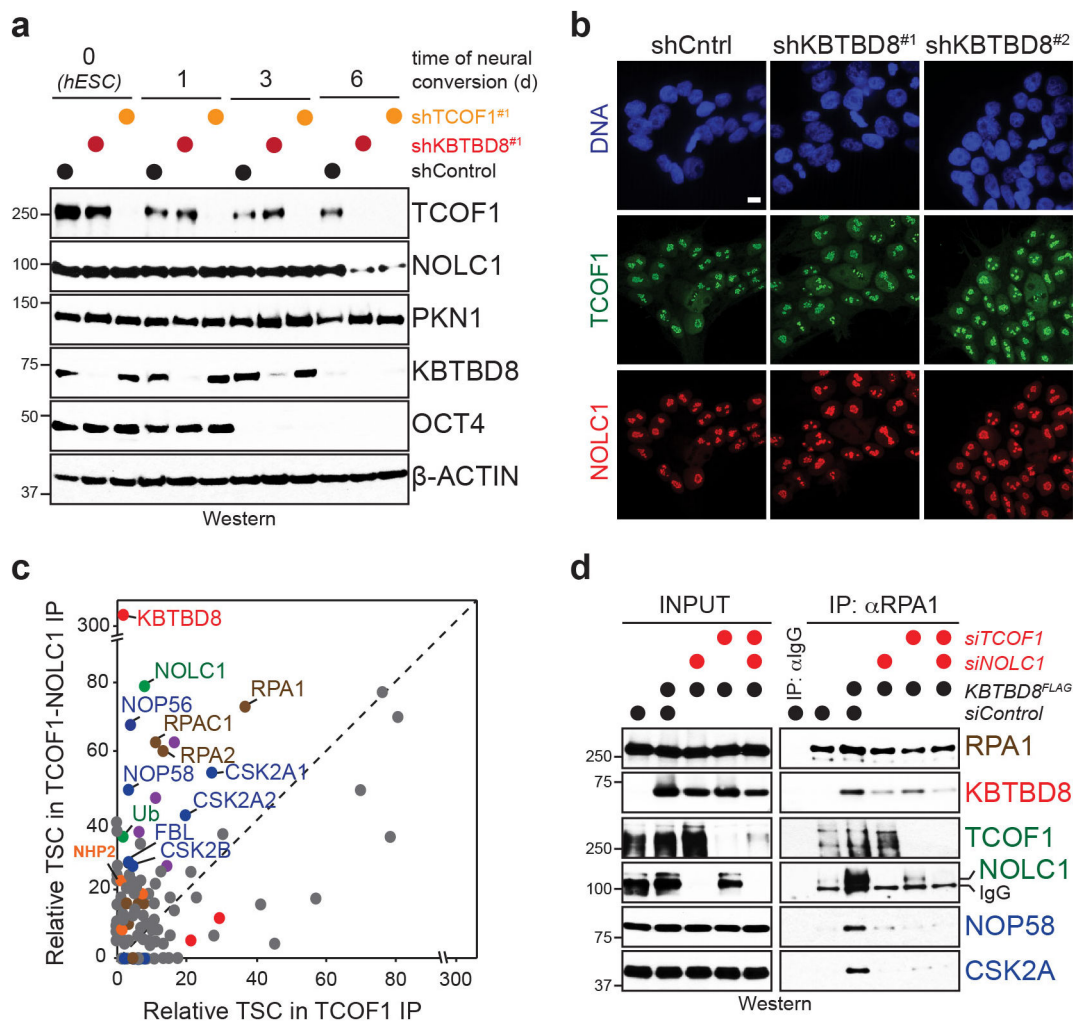 a
0
(hESC)
1
3
6
time of neural
conversion (d)
shTCOF1#1
shKBTBD8#1
shControl
250
TCOF1
100
NOLC1
150
PKN1
75
KBTBD8
50
OCT4
37
β-ACTIN
Western
b
shCntrl
shKBTBD8#1
shKBTBD8#2
DNA
TCOF1
NOLC1
c
Relative TSC in TCOF1-NOLC1 IP
300
80
60
40
20
0
KBTBD8
NOLC1
RPA1
NOP56
RPAC1
RPA2
NOP58
CSK2A1
CSK2A2
Ub
FBL
NHP2
CSK2B
0
20
40
60
80
300
Relative TSC in TCOF1 IP
d
INPUT
IP: αIgG
IP: αRPA1
siTCOF1
siNOLC1
KBTBD8FLAG
siControl
250
RPA1
75
KBTBD8
250
TCOF1
NOLC1
100
IgG
75
NOP58
37
CSK2A
Western